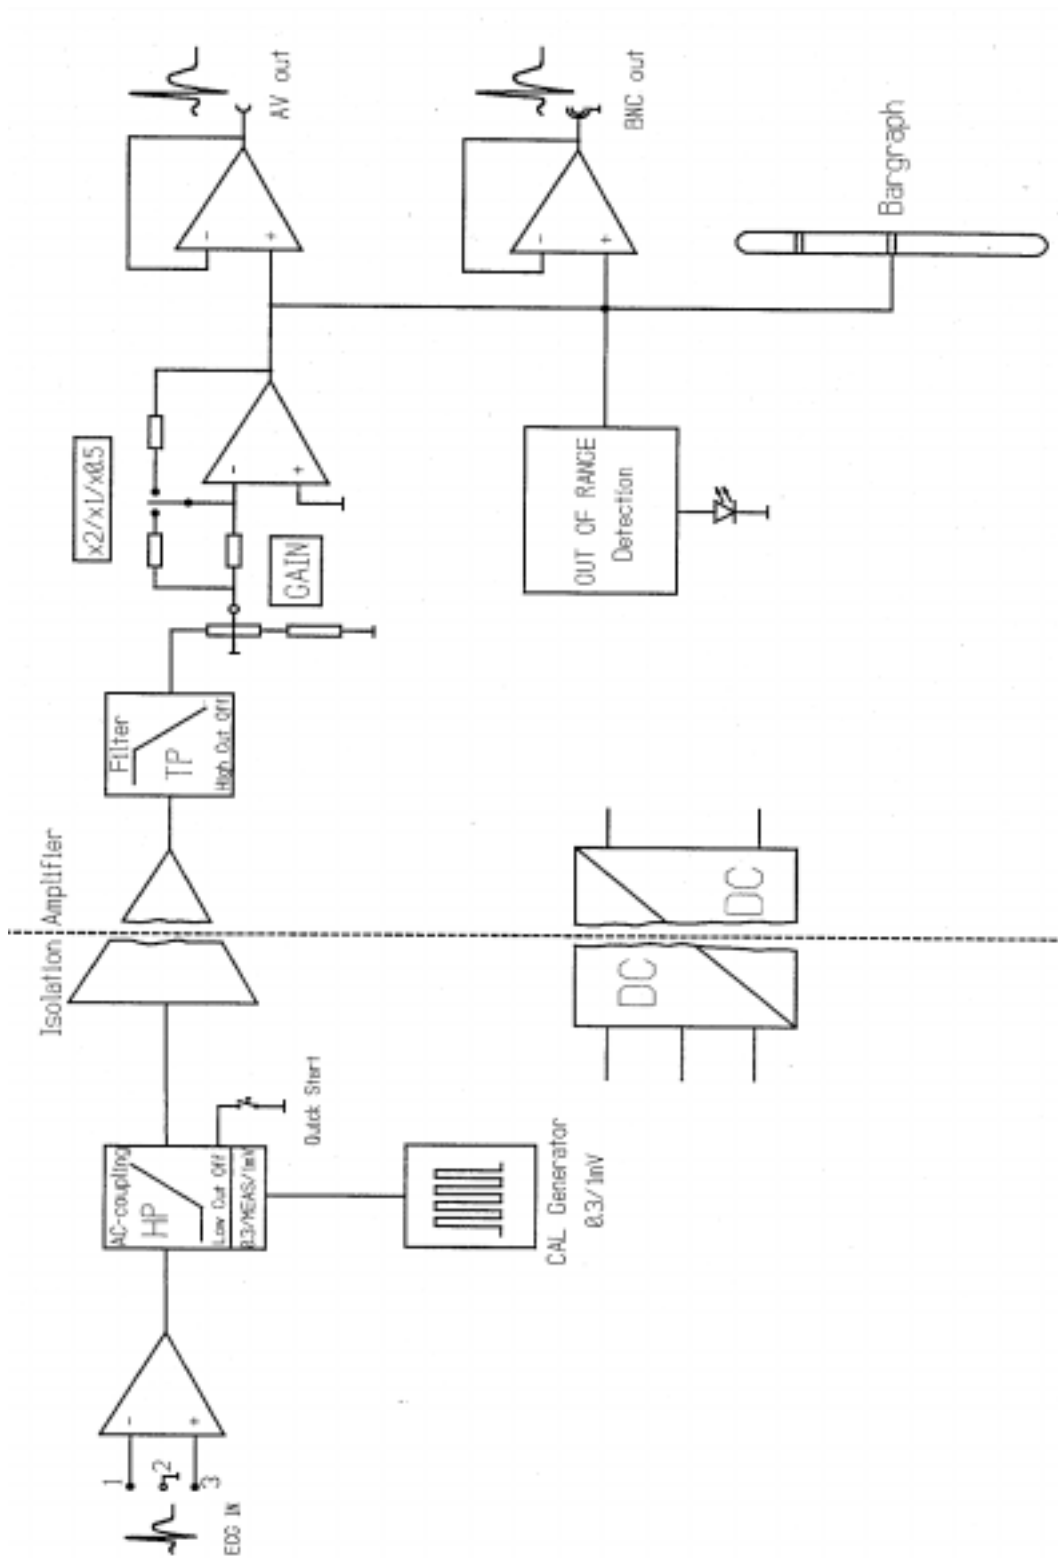 ECG IN
1
2
3
-
+
AC-coupling
HP
Low Cut Off
0.3/MEAS/1mV
Quick Start
CAL Generator
0.3/1mV
Isolation Amplifier
DC
DC
Filter
TP
High Cut Off
x2/x1/x0.5
GAIN
-
+
OUT OF RANGE
Detection
-
+
AV out
-
+
BNC out
Bargraph